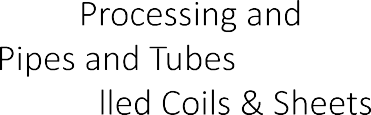 Processing and
Pipes and Tubes
lled Coils & Sheets